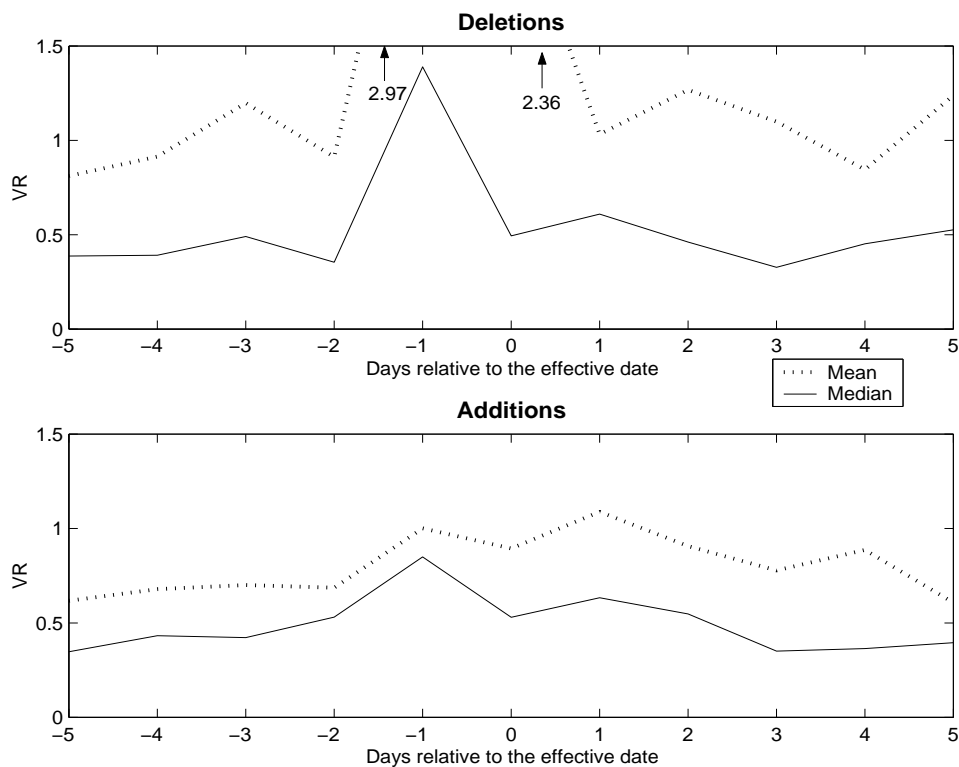 Deletions
1.5
1
0.5
0
VR
2.97
2.36
−5 −4 −3 −2 −1 0 1 2 3 4 5
Days relative to the effective date
Mean
Median
Additions
1.5
1
0.5
0
VR
−5 −4 −3 −2 −1 0 1 2 3 4 5
Days relative to the effective date